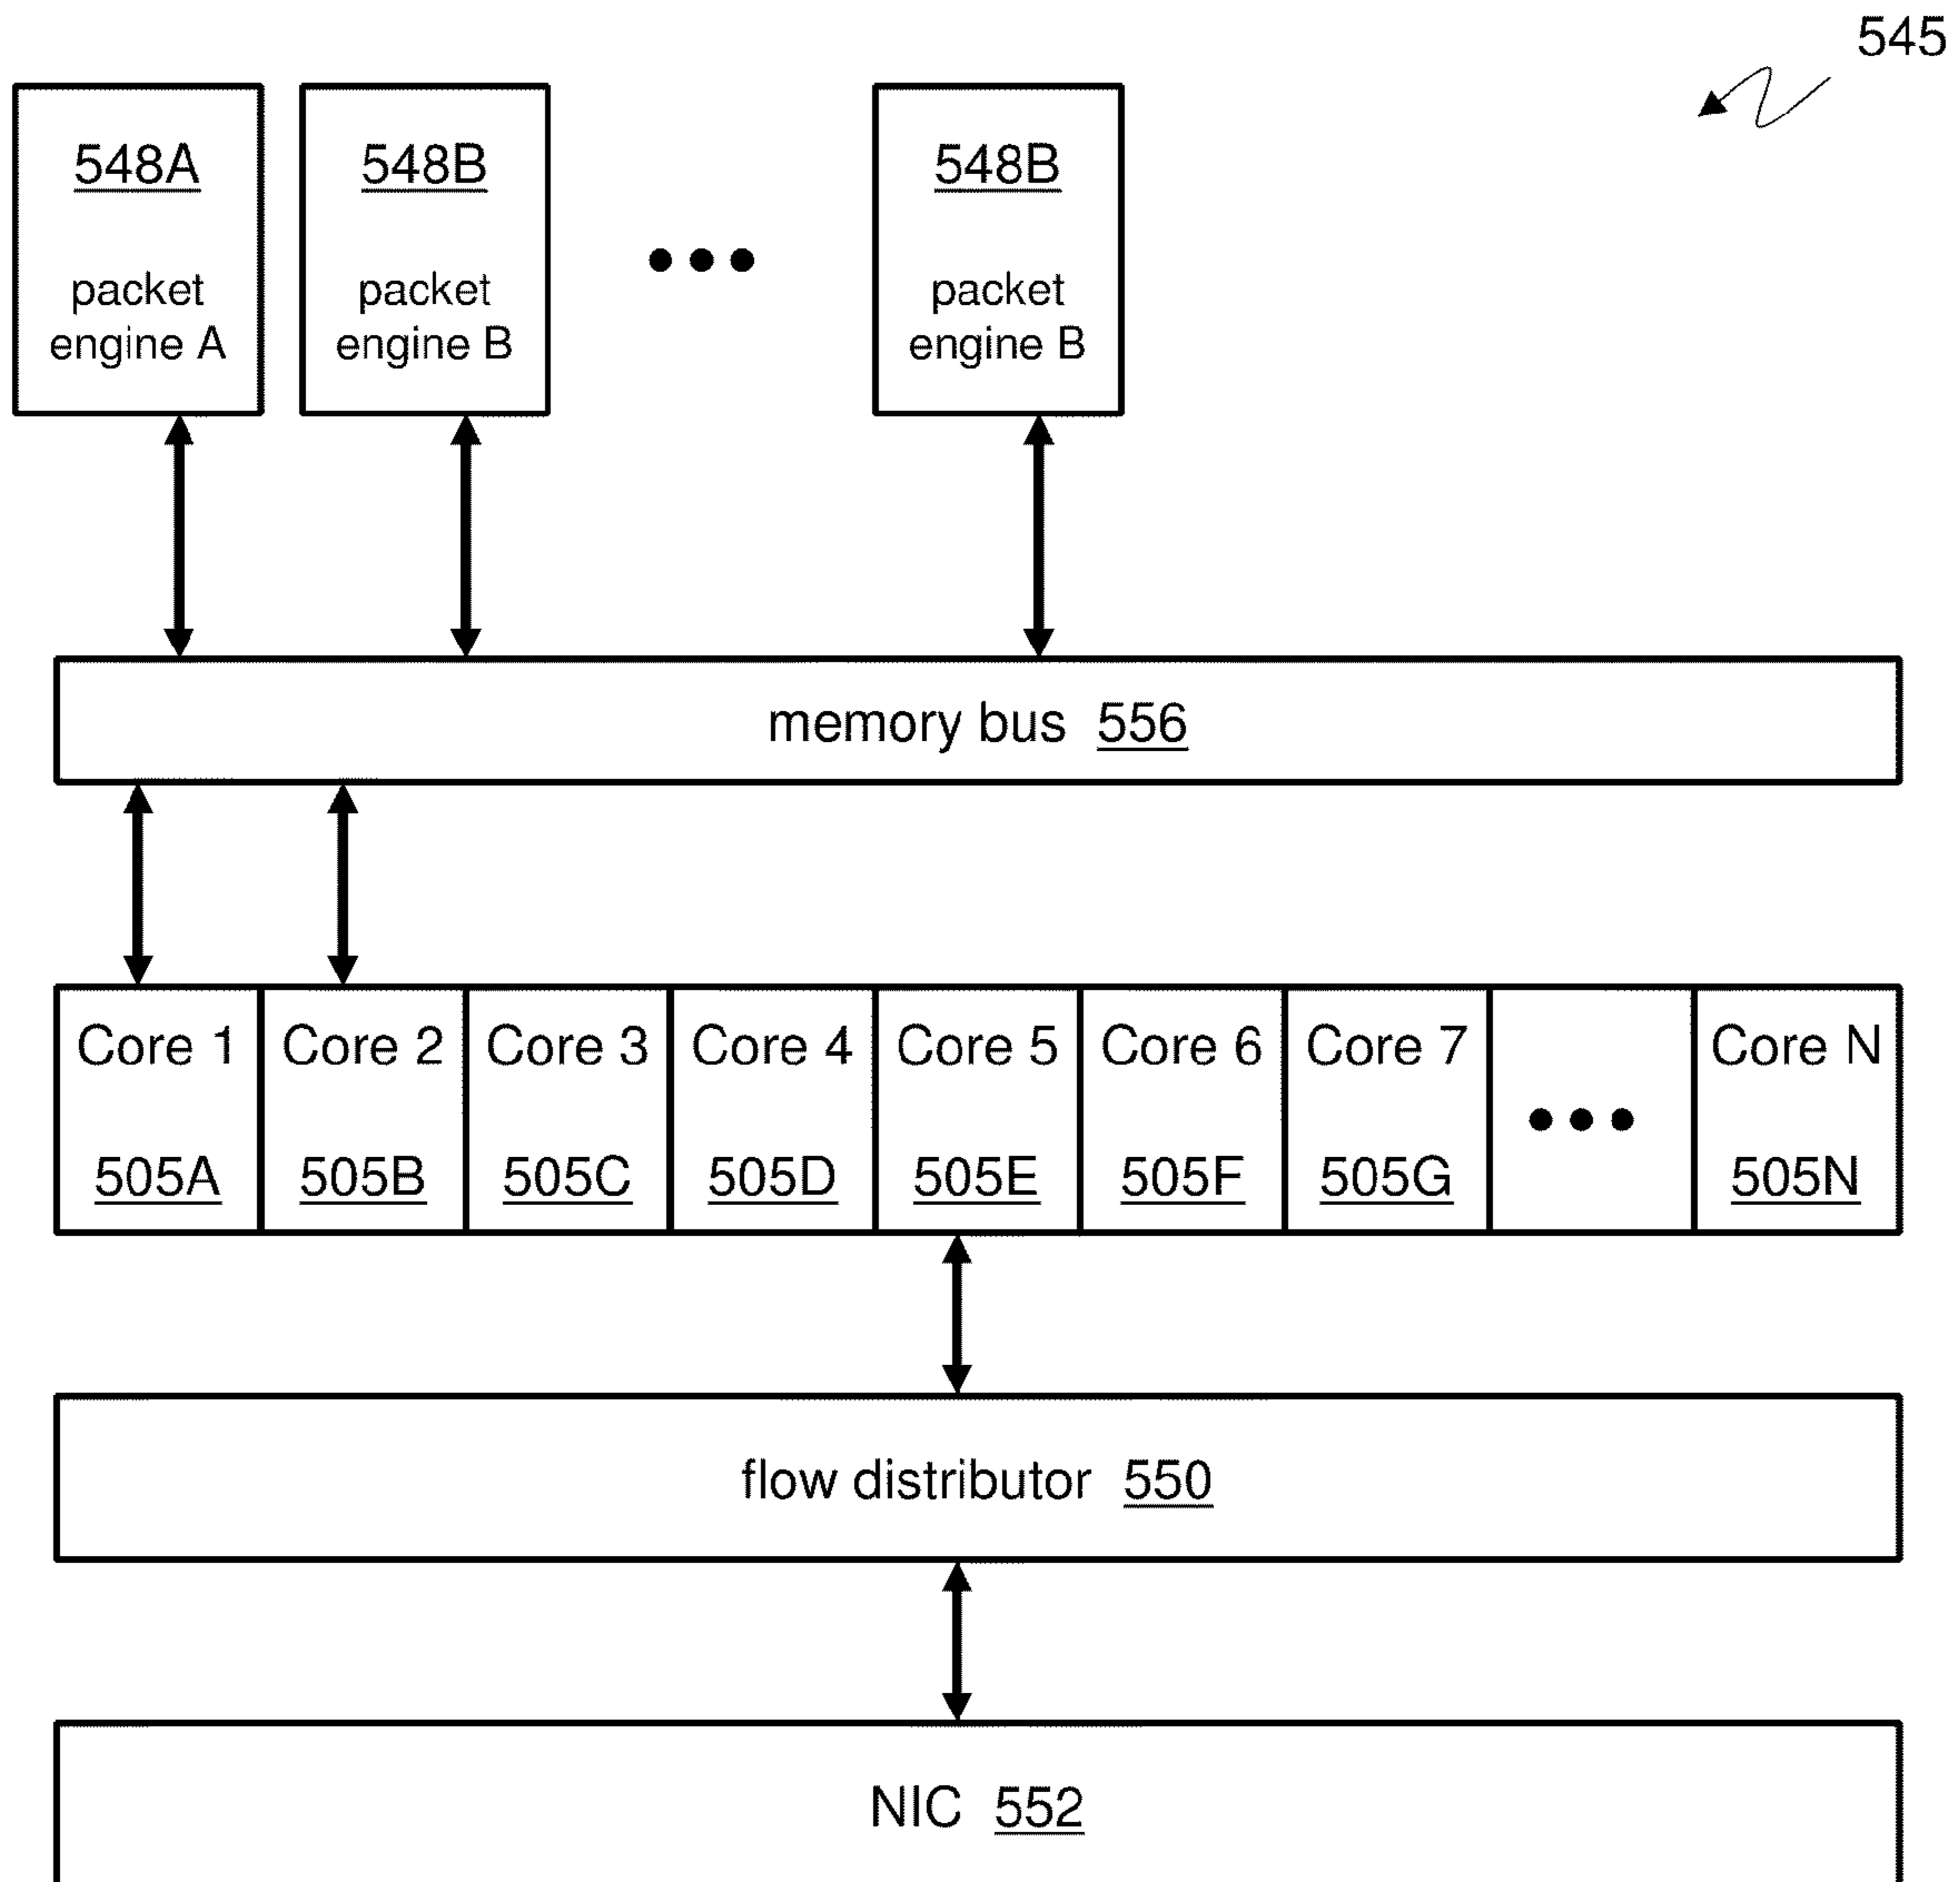 545
548A
packet
engine A
548B
packet
engine B
548B
packet
engine B
memory bus 556
Core 1
505A
Core 2
505B
Core 3
505C
Core 4
505D
Core 5
505E
Core 6
505F
Core 7
505G
Core N
505N
flow distributor 550
NIC 552